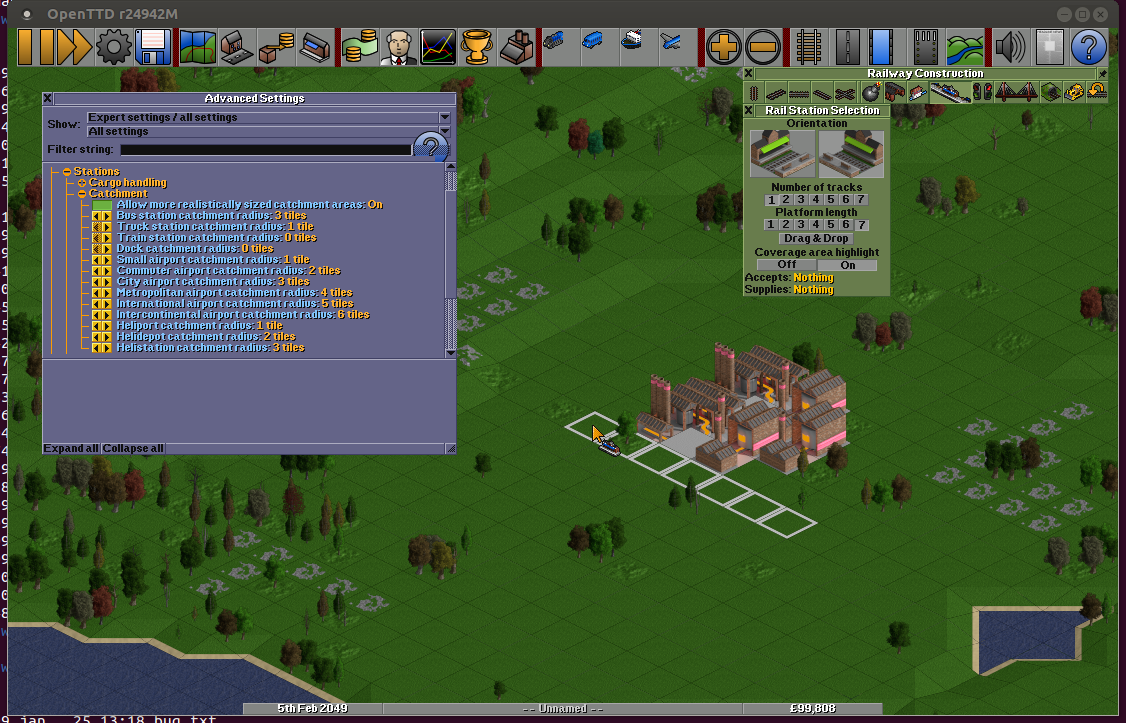 OpenTTD r24942M
Railway Construction
Advanced Settings
Show: Expert settings / all settings
All settings
Filter string:
Stations
Cargo handling
Catchment
Allow more realistically sized catchment areas: On
Bus station catchment radius: 3 tiles
Truck station catchment radius: 1 tile
Train station catchment radius: 0 tiles
Dock catchment radius: 0 tiles
Small airport catchment radius: 1 tile
Commuter airport catchment radius: 2 tiles
City airport catchment radius: 3 tiles
Metropolitan airport catchment radius: 4 tiles
International airport catchment radius: 5 tiles
Intercontinental airport catchment radius: 6 tiles
Heliport catchment radius: 1 tile
Helidepot catchment radius: 2 tiles
Helistation catchment radius: 3 tiles
Expand all Collapse all
Rail Station Selection
Orientation
Number of tracks
1 2 3 4 5 6 7
Platform length
1 2 3 4 5 6 7
Drag & Drop
Coverage area highlight
Off On
Accepts: Nothing
Supplies: Nothing
5th Feb 2049 -- Unnamed -- £99,808